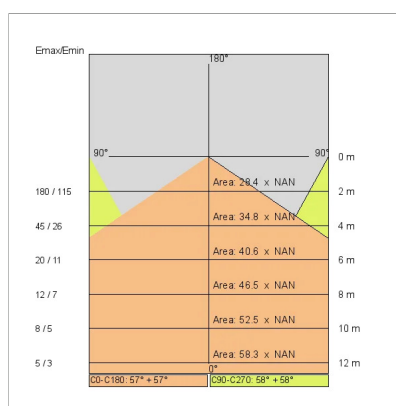 Emax/Emin
180°
90° 90° 0 m
180 / 115 Area: 28.4 x NAN 2 m
45 / 26 Area: 34.8 x NAN 4 m
20 / 11 Area: 40.6 x NAN 6 m
12 / 7 Area: 46.5 x NAN 8 m
8 / 5 Area: 52.5 x NAN 10 m
5 / 3 Area: 58.3 x NAN 12 m
0°
C0-C180: 57° + 57° C90-C270: 58° + 58°